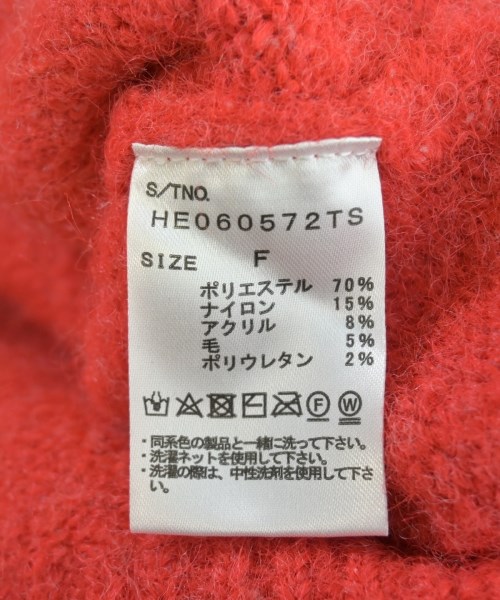 S/TNO.
HE060572TS
SIZE F
ポリエステル 70%
ナイロン 15%
アクリル 8%
毛 5%
ポリウレタン 2%
F W
・同系色の製品と一緒に洗って下さい。
・洗濯ネットを使用して下さい。
・洗濯の際は、中性洗剤を使用して下さ
い。